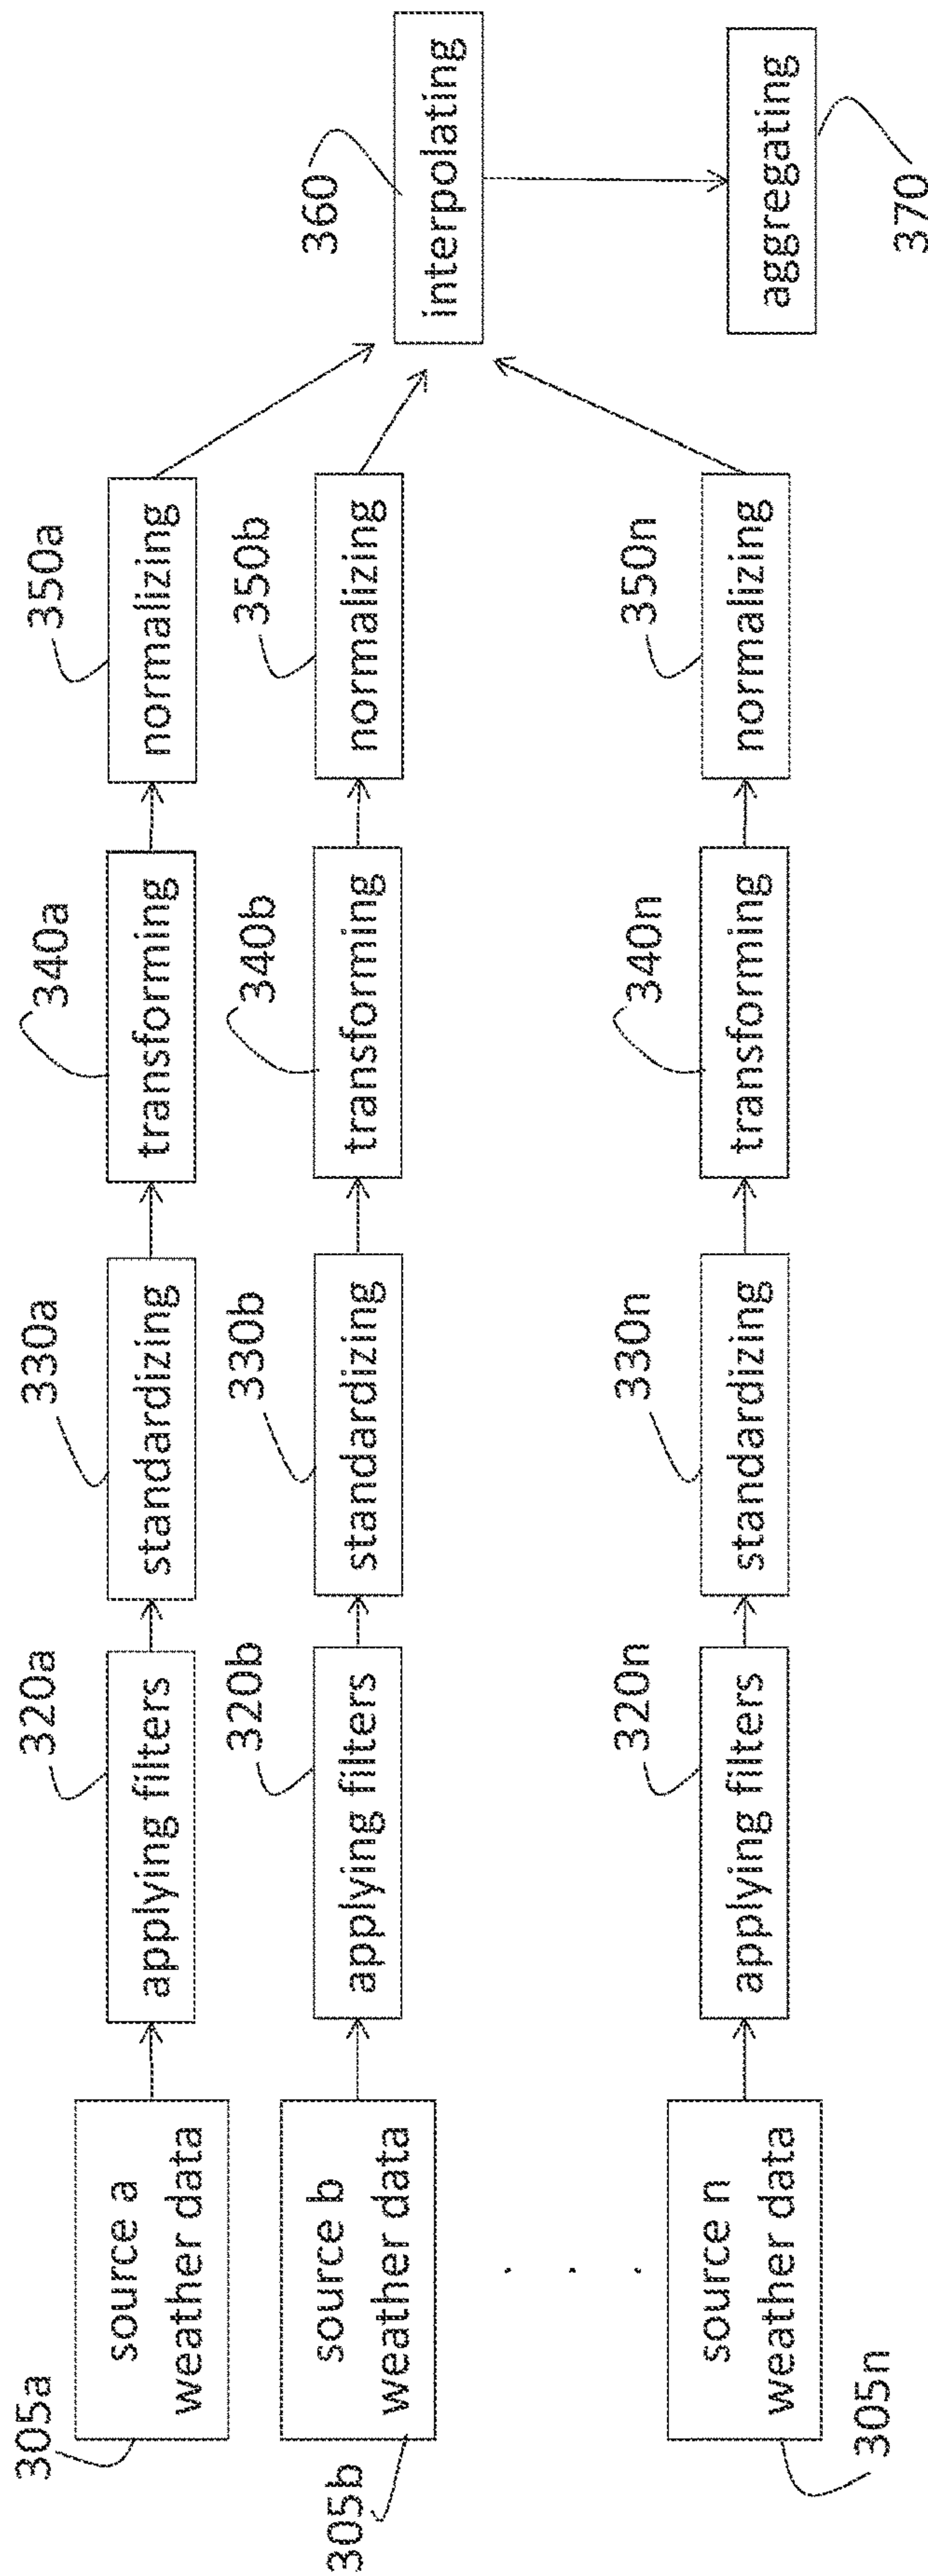 305a
source a
weather data
320a
applying filters
330a
standardizing
340a
transforming
350a
normalizing
305b
source b
weather data
320b
applying filters
330b
standardizing
340b
transforming
350b
normalizing
360
interpolating
. . .
305n
source n
weather data
320n
applying filters
330n
standardizing
340n
transforming
350n
normalizing
aggregating
370